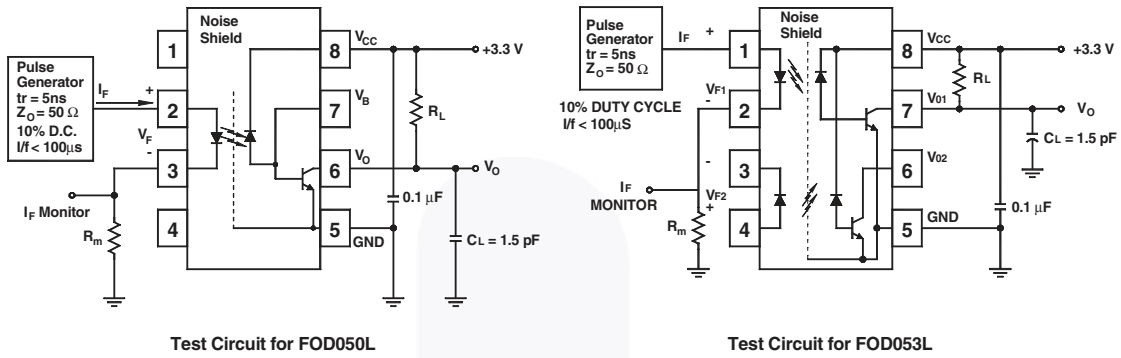 Noise
Shield
1
2
3
4
8
7
6
5
VCC
VB
VO
GND
+3.3 V
Pulse
Generator
tr = 5ns
ZO = 50 Ω
10% D.C.
I/f < 100μs
IF
+
VF
-
IF Monitor
Rm
RL
VO
0.1 μF
CL = 1.5 pF
Test Circuit for FOD050L
Pulse
Generator
tr = 5ns
ZO = 50 Ω
IF
+
10% DUTY CYCLE
I/f < 100μS
VF1
-
-
VF2
+
IF
MONITOR
Rm
Noise
Shield
1
2
3
4
8
7
6
5
VCC
V01
V02
GND
+3.3 V
RL
VO
CL = 1.5 pF
0.1 μF
Test Circuit for FOD053L